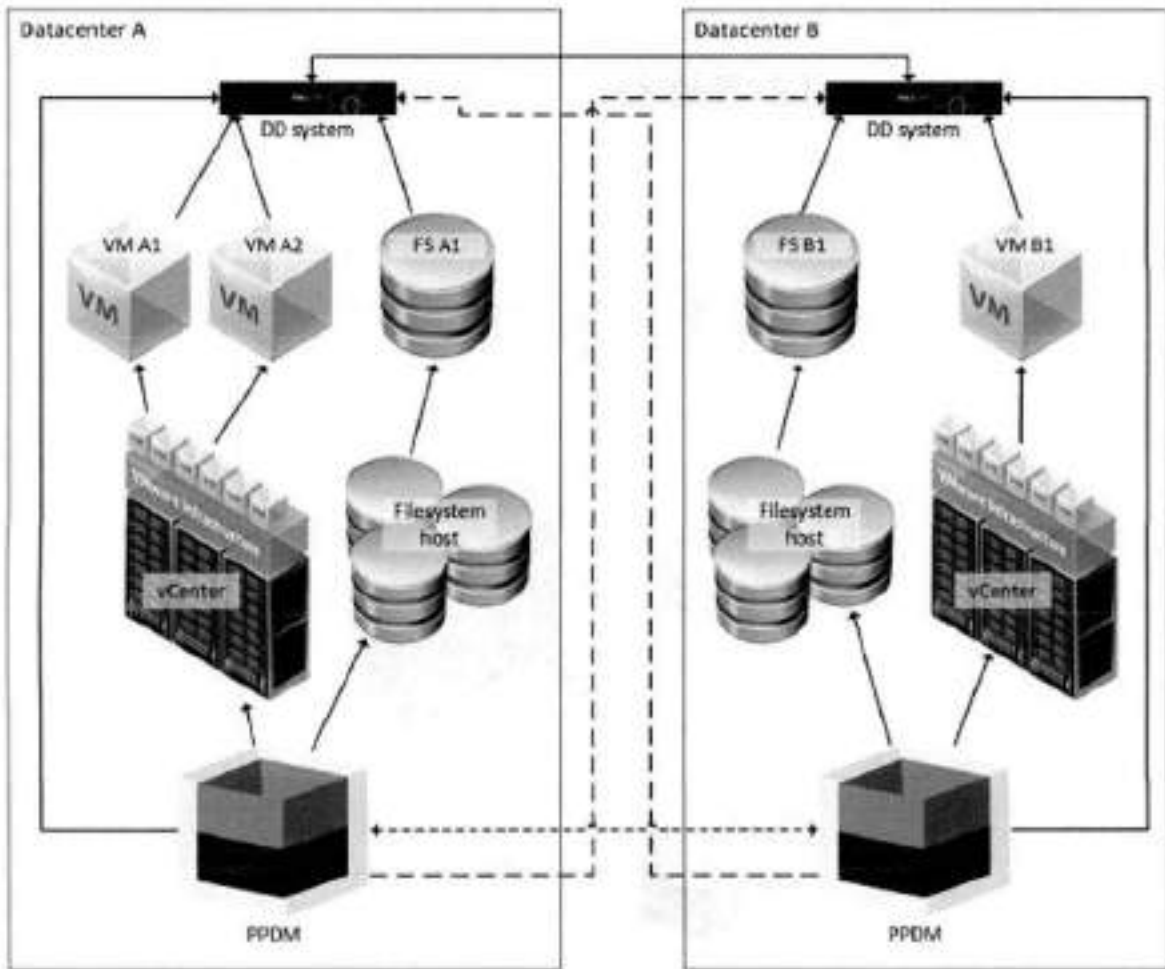 Datacenter A
DD system
VM A1
VM A2
FS A1
VM
VM
Filesystem
host
vCenter
PPDM
Datacenter B
DD system
FS B1
VM B1
VM
Filesystem
host
vCenter
PPDM